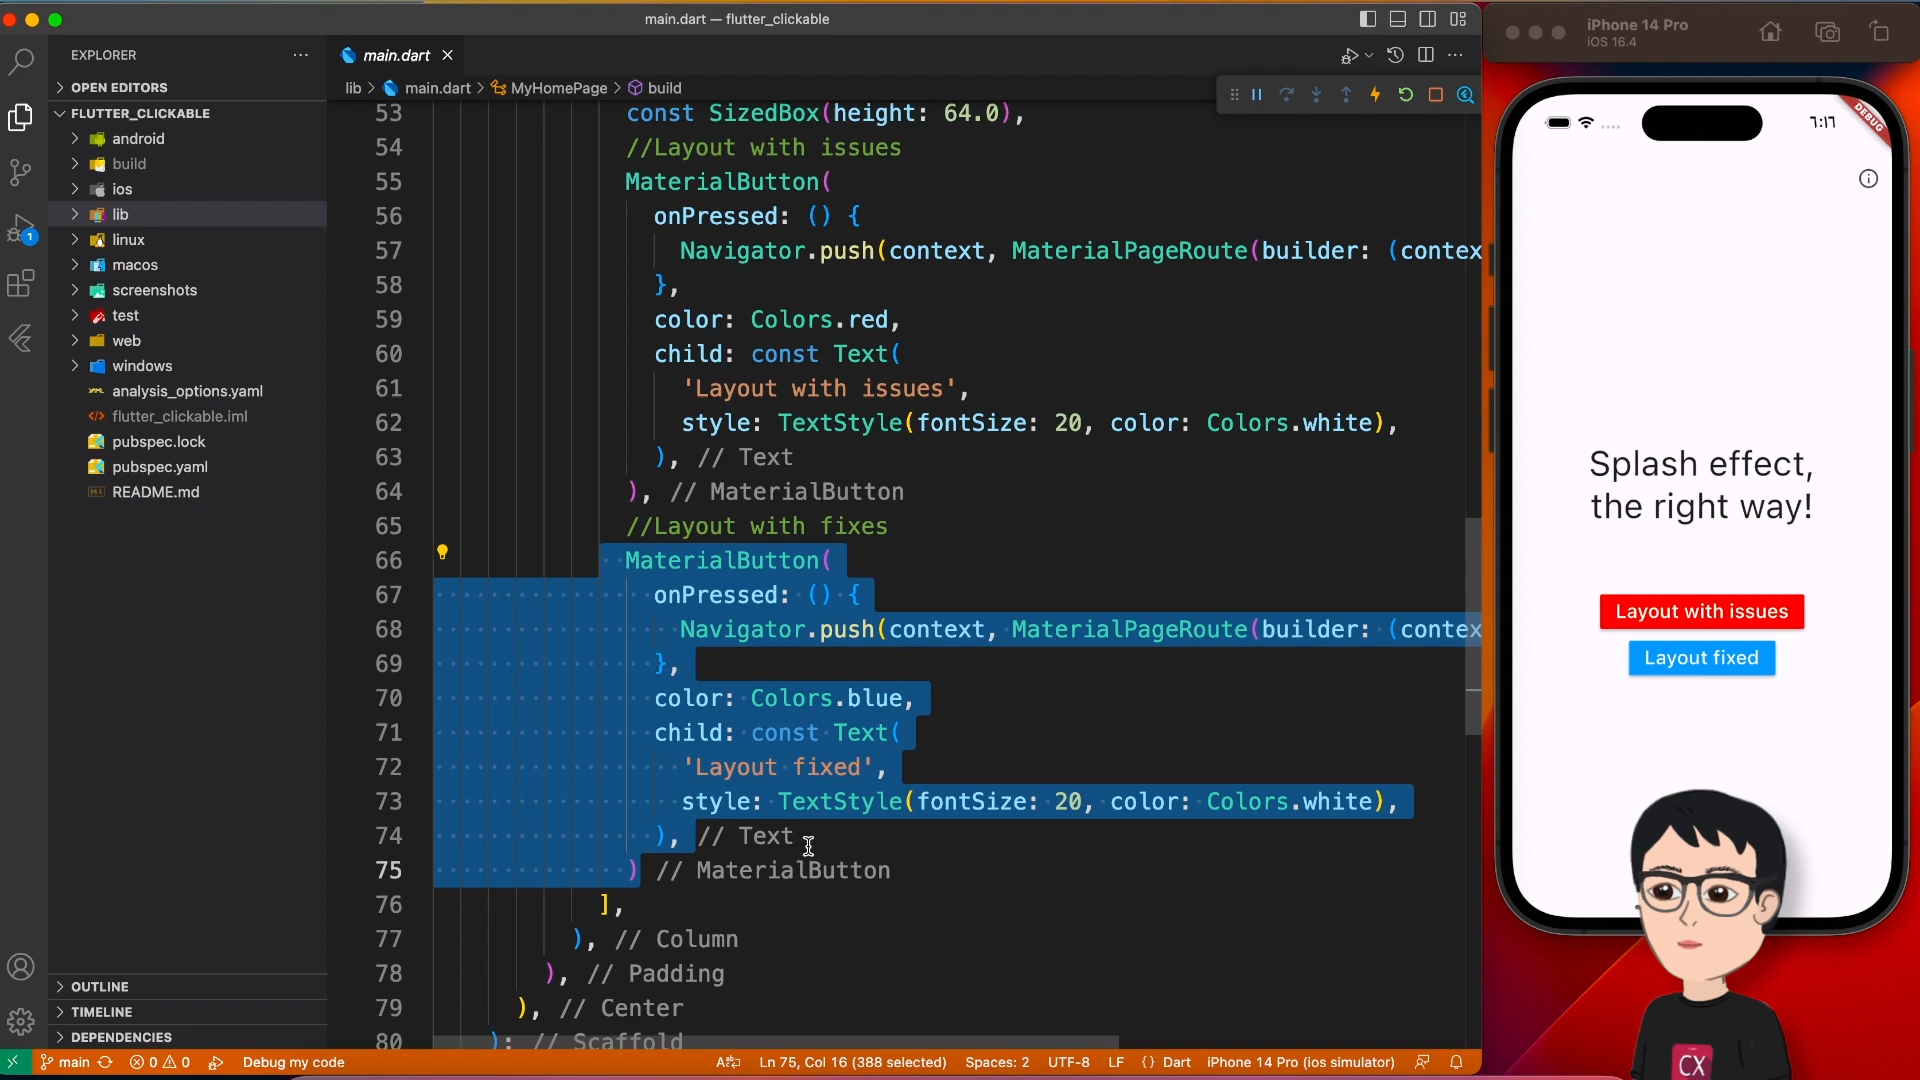 main.dart — flutter_clickable
EXPLORER
OPEN EDITORS
FLUTTER_CLICKABLE
android
build
ios
lib
linux
macos
screenshots
test
web
windows
analysis_options.yaml
flutter_clickable.iml
pubspec.lock
pubspec.yaml
README.md
OUTLINE
TIMELINE
DEPENDENCIES
1
main.dart
lib > main.dart > MyHomePage > build
53 const SizedBox(height: 64.0),
54 //Layout with issues
55 MaterialButton(
56 onPressed: () {
57 Navigator.push(context, MaterialPageRoute(builder: (contex
58 },
59 color: Colors.red,
60 child: const Text(
61 'Layout with issues',
62 style: TextStyle(fontSize: 20, color: Colors.white),
63 ), // Text
64 ), // MaterialButton
65 //Layout with fixes
66 MaterialButton(
67 onPressed: () {
68 Navigator.push(context, MaterialPageRoute(builder: (contex
69 },
70 color: Colors.blue,
71 child: const Text(
72 'Layout fixed',
73 style: TextStyle(fontSize: 20, color: Colors.white),
74 ), // Text
75 ) // MaterialButton
76 ],
77 ), // Column
78 ), // Padding
79 ), // Center
80 ); // Scaffold
main 0 0 Debug my code Ln 75, Col 16 (388 selected) Spaces: 2 UTF-8 LF {} Dart iPhone 14 Pro (ios simulator)
iPhone 14 Pro
iOS 16.4
DEBUG
Splash effect,
the right way!
Layout with issues
Layout fixed
CX